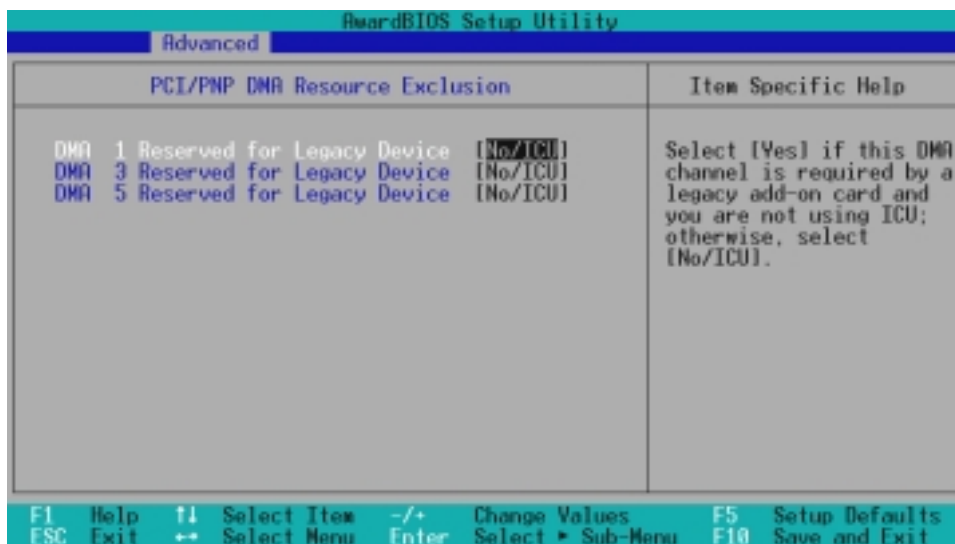 AwardBIOS Setup Utility
Advanced
PCI/PNP DMA Resource Exclusion
Item Specific Help
DMA 1 Reserved for Legacy Device [No/ICU]
DMA 3 Reserved for Legacy Device [No/ICU]
DMA 5 Reserved for Legacy Device [No/ICU]
Select [Yes] if this DMA
channel is required by a
legacy add-on card and
you are not using ICU;
otherwise, select
[No/ICU].
F1 Help ↑↓ Select Item -/+ Change Values F5 Setup Defaults
ESC Exit ↔ Select Menu Enter Select ► Sub-Menu F10 Save and Exit